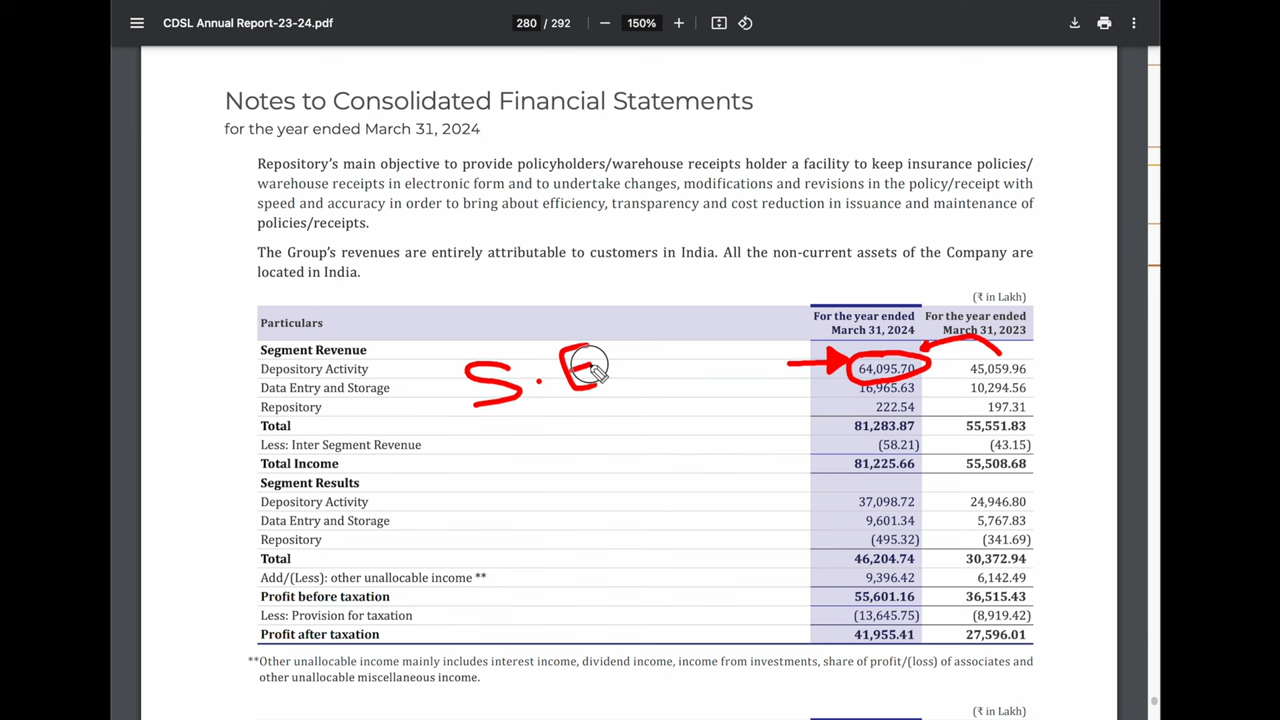 CDSL Annual Report-23-24.pdf 280 / 292 150%
Notes to Consolidated Financial Statements
for the year ended March 31, 2024
Repository's main objective to provide policyholders/warehouse receipts holder a facility to keep insurance policies/
warehouse receipts in electronic form and to undertake changes, modifications and revisions in the policy/receipt with
speed and accuracy in order to bring about efficiency, transparency and cost reduction in issuance and maintenance of
policies/receipts.
The Group's revenues are entirely attributable to customers in India. All the non-current assets of the Company are
located in India.
(₹ in Lakh)
Particulars For the year ended March 31, 2024 For the year ended March 31, 2023
Segment Revenue
Depository Activity 64,095.70 45,059.96
S.E
Data Entry and Storage 16,965.63 10,294.56
Repository 222.54 197.31
Total 81,283.87 55,551.83
Less: Inter Segment Revenue (58.21) (43.15)
Total Income 81,225.66 55,508.68
Segment Results
Depository Activity 37,098.72 24,946.80
Data Entry and Storage 9,601.34 5,767.83
Repository (495.32) (341.69)
Total 46,204.74 30,372.94
Add/(Less): other unallocable income ** 9,396.42 6,142.49
Profit before taxation 55,601.16 36,515.43
Less: Provision for taxation (13,645.75) (8,919.42)
Profit after taxation 41,955.41 27,596.01
**Other unallocable income mainly includes interest income, dividend income, income from investments, share of profit/(loss) of associates and
other unallocable miscellaneous income.
(₹ in Lakh)